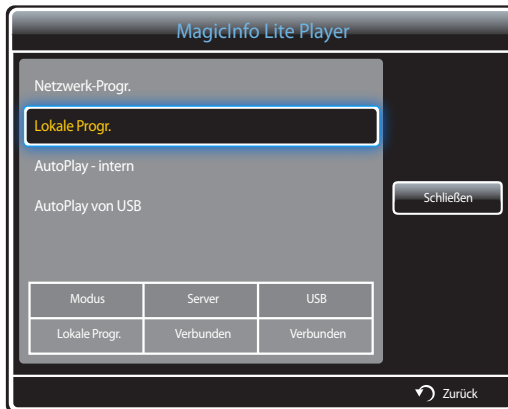 MagicInfo Lite Player
Netzwerk-Progr.
Lokale Progr.
AutoPlay - intern
AutoPlay von USB
Schließen
Modus Server USB
Lokale Progr. Verbunden Verbunden
Zurück